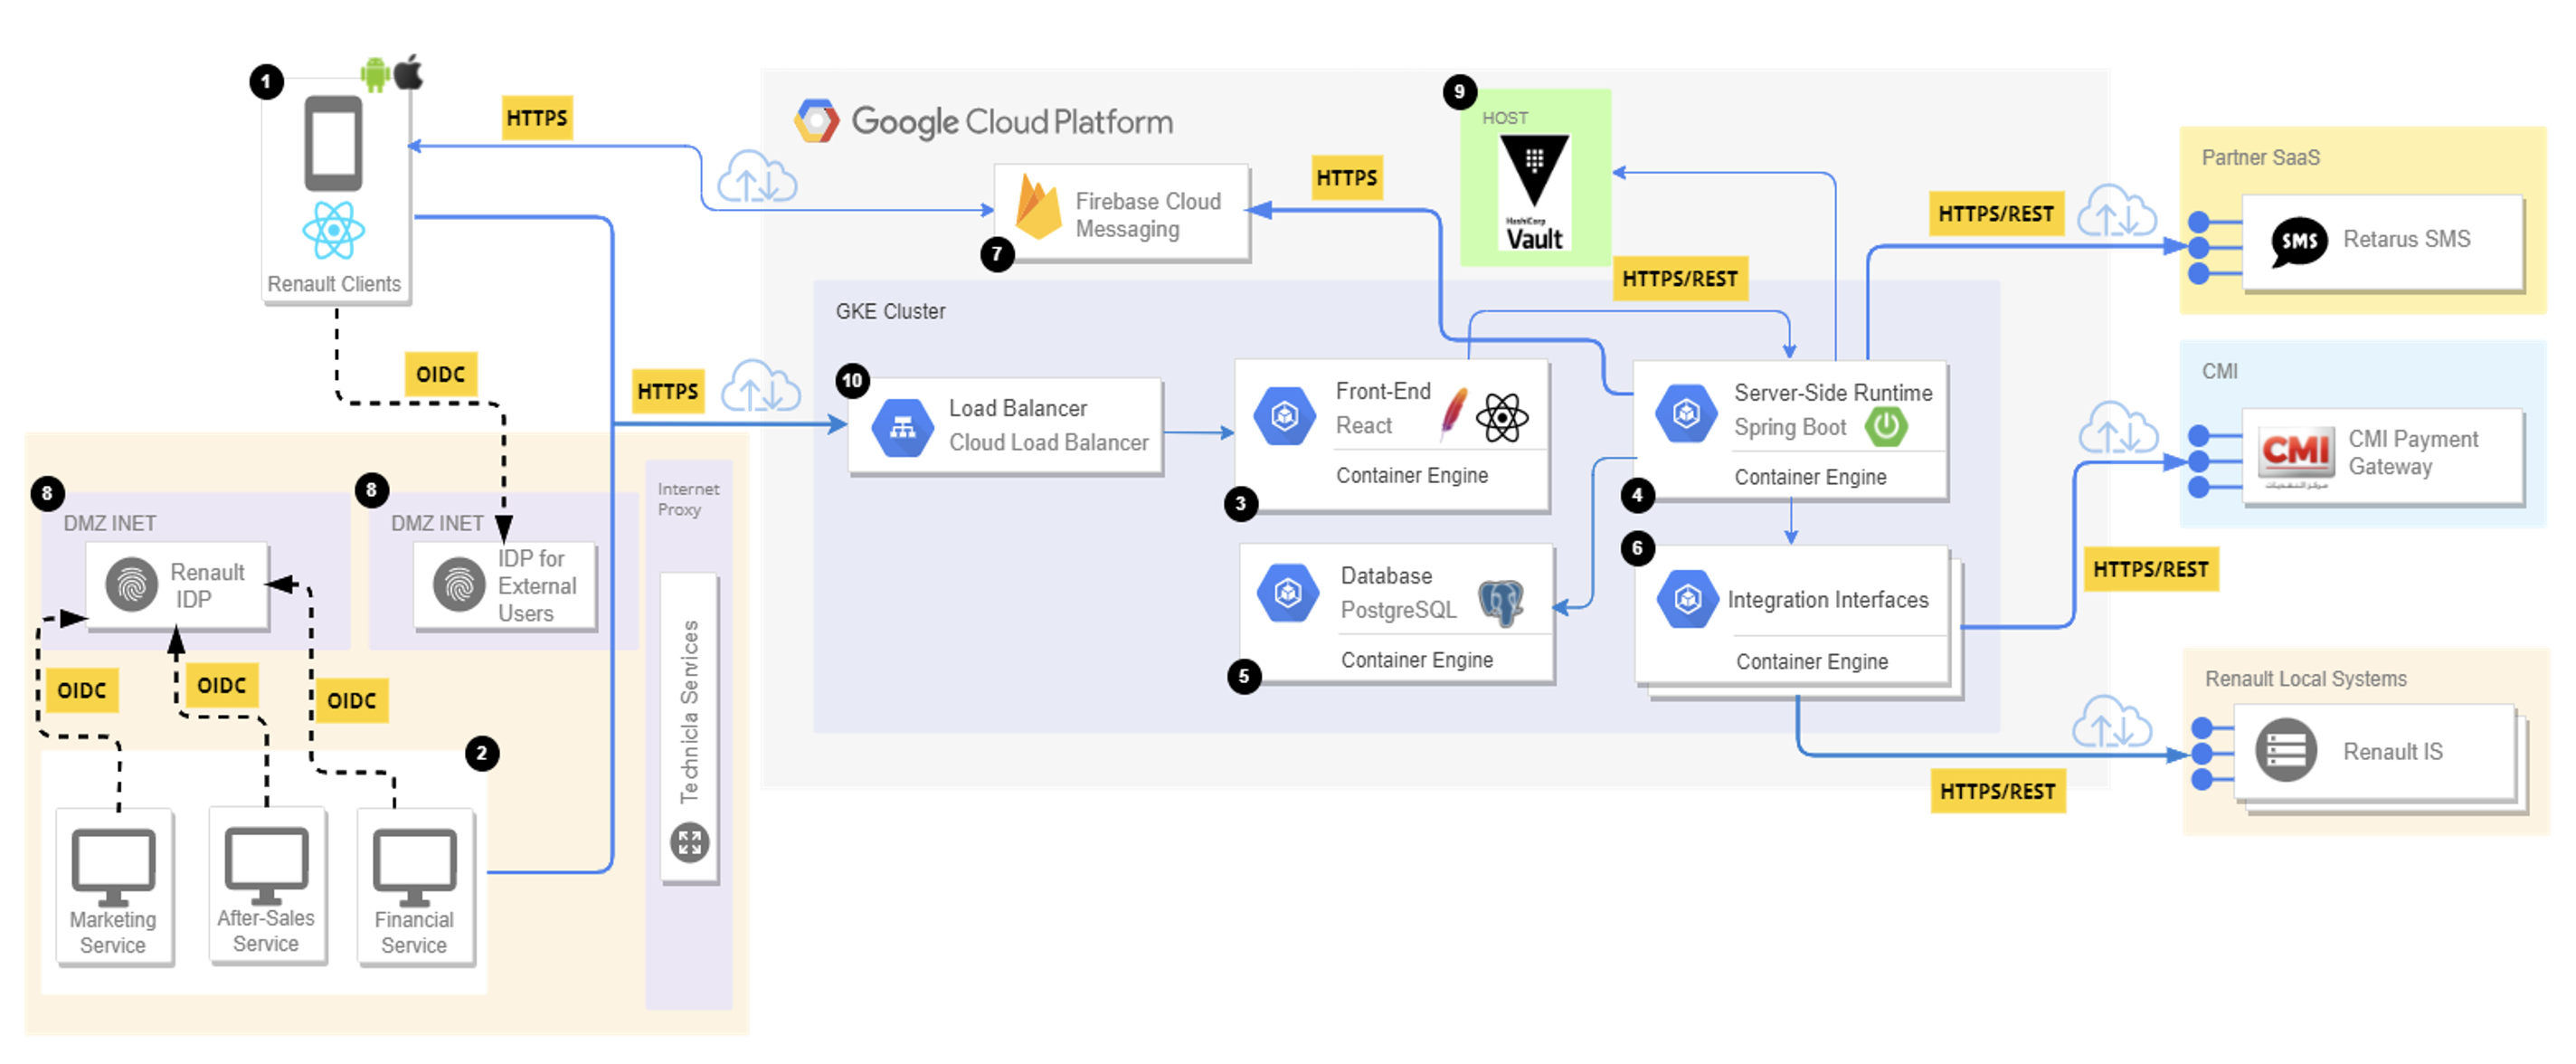 1
Renault Clients
HTTPS
OIDC
HTTPS
8
DMZ INET
Renault
IDP
8
DMZ INET
IDP for
External
Users
Internet
Proxy
Technicla Services
OIDC
OIDC
OIDC
2
Marketing
Service
After-Sales
Service
Financial
Service
Google Cloud Platform
Firebase Cloud
Messaging
7
HTTPS
9
HOST
HashiCorp
Vault
HTTPS/REST
GKE Cluster
10
Load Balancer
Cloud Load Balancer
Front-End
React
Container Engine
3
Server-Side Runtime
Spring Boot
Container Engine
4
Database
PostgreSQL
Container Engine
5
6
Integration Interfaces
Container Engine
HTTPS/REST
Partner SaaS
SMS
Retarus SMS
CMI
CMI
مركز النقديات
CMI Payment
Gateway
HTTPS/REST
Renault Local Systems
Renault IS
HTTPS/REST